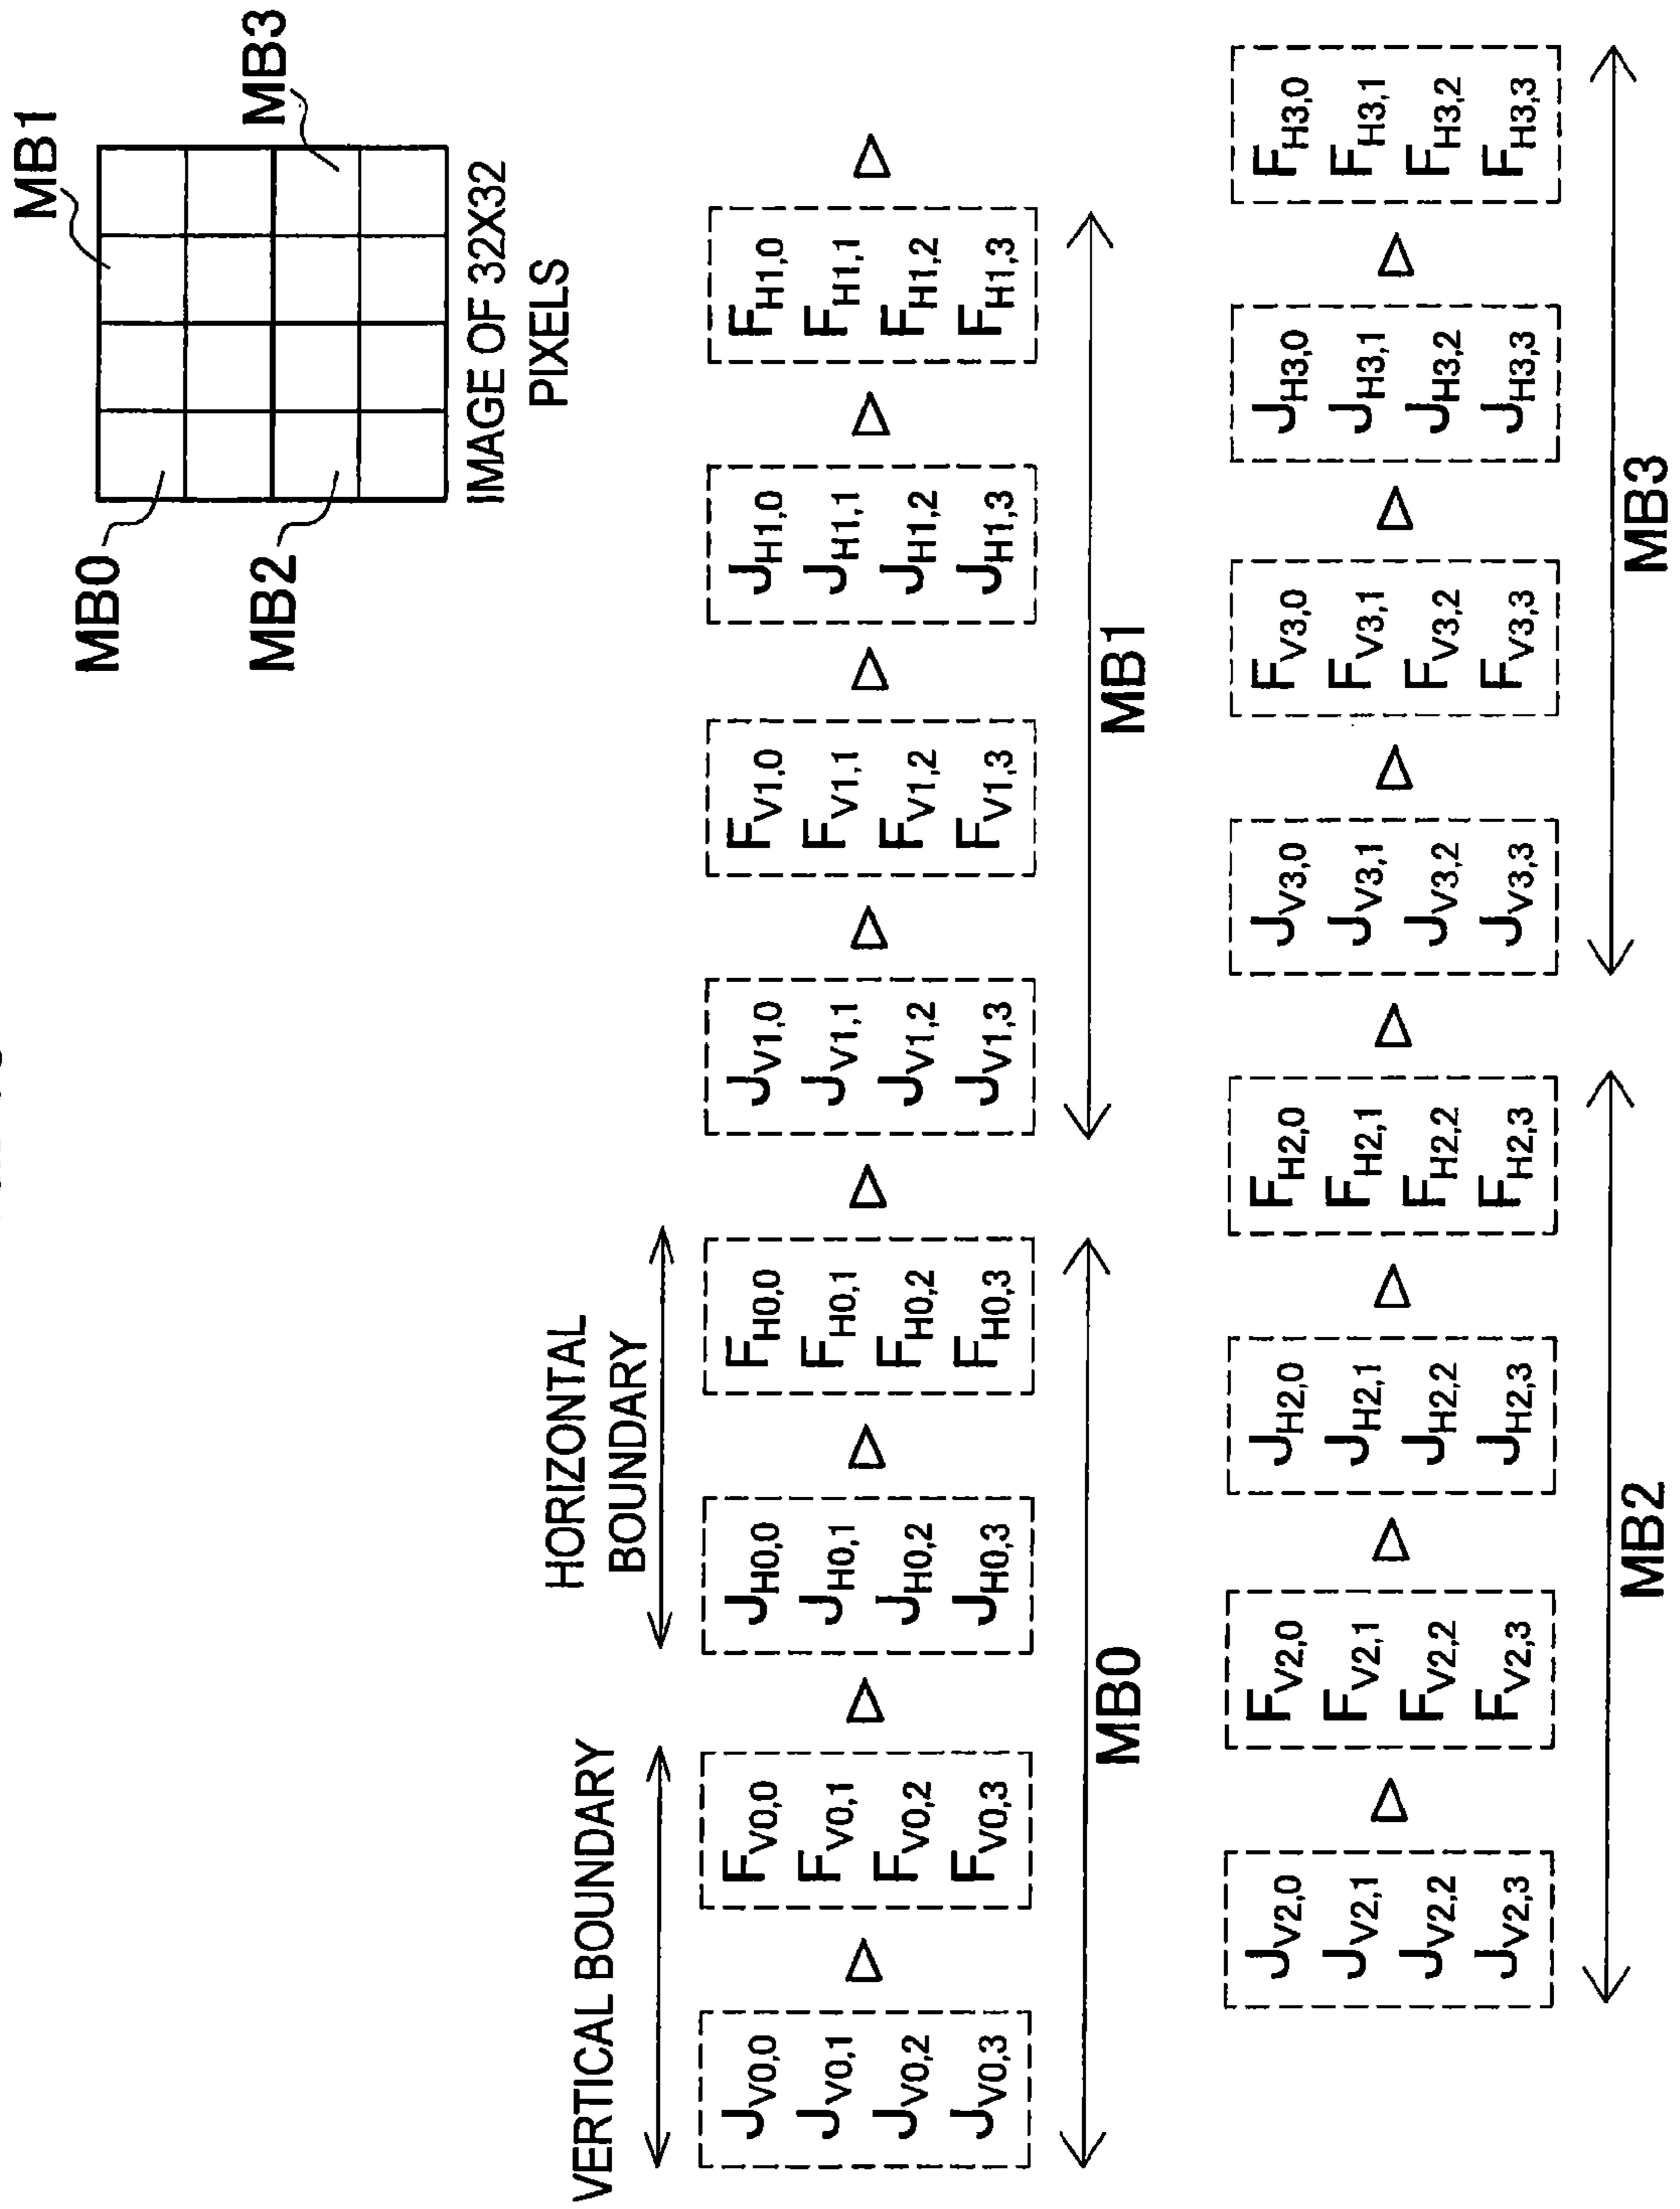 MB0
MB1
MB2
MB3
IMAGE OF 32X32
PIXELS
VERTICAL BOUNDARY
HORIZONTAL
BOUNDARY
JV0,0
JV0,1
JV0,2
JV0,3
FV0,0
FV0,1
FV0,2
FV0,3
JH0,0
JH0,1
JH0,2
JH0,3
FH0,0
FH0,1
FH0,2
FH0,3
MB0
JV1,0
JV1,1
JV1,2
JV1,3
FV1,0
FV1,1
FV1,2
FV1,3
JH1,0
JH1,1
JH1,2
JH1,3
FH1,0
FH1,1
FH1,2
FH1,3
MB1
JV2,0
JV2,1
JV2,2
JV2,3
FV2,0
FV2,1
FV2,2
FV2,3
JH2,0
JH2,1
JH2,2
JH2,3
FH2,0
FH2,1
FH2,2
FH2,3
MB2
JV3,0
JV3,1
JV3,2
JV3,3
FV3,0
FV3,1
FV3,2
FV3,3
JH3,0
JH3,1
JH3,2
JH3,3
FH3,0
FH3,1
FH3,2
FH3,3
MB3